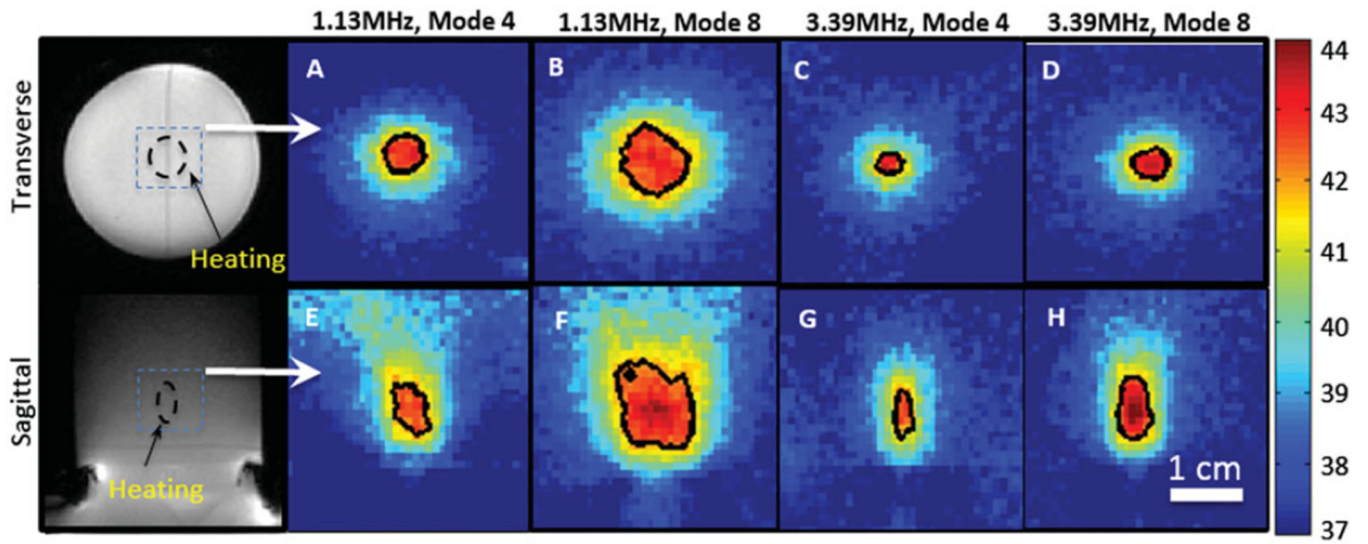 1.13MHz, Mode 4 1.13MHz, Mode 8 3.39MHz, Mode 4 3.39MHz, Mode 8
Transverse
Heating
A
B
C
D
Sagittal
Heating
E
F
G
H
1 cm
44
43
42
41
40
39
38
37